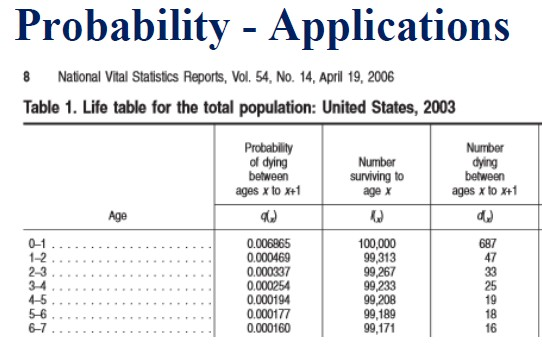 Probability - Applications
8 National Vital Statistics Reports, Vol. 54, No. 14, April 19, 2006
Table 1. Life table for the total population: United States, 2003
Probability
of dying
between
ages x to x+1
Number
surviving to
age x
Number
dying
between
ages x to x+1
Age q(x) l(x) d(x)
0–1 . . . . . . . . . . . . . . . . . . . . . 0.006865 100,000 687
1–2 . . . . . . . . . . . . . . . . . . . . . 0.000469 99,313 47
2–3 . . . . . . . . . . . . . . . . . . . . . 0.000337 99,267 33
3–4 . . . . . . . . . . . . . . . . . . . . . 0.000254 99,233 25
4–5 . . . . . . . . . . . . . . . . . . . . . 0.000194 99,208 19
5–6 . . . . . . . . . . . . . . . . . . . . . 0.000177 99,189 18
6–7 . . . . . . . . . . . . . . . . . . . . . 0.000160 99,171 16